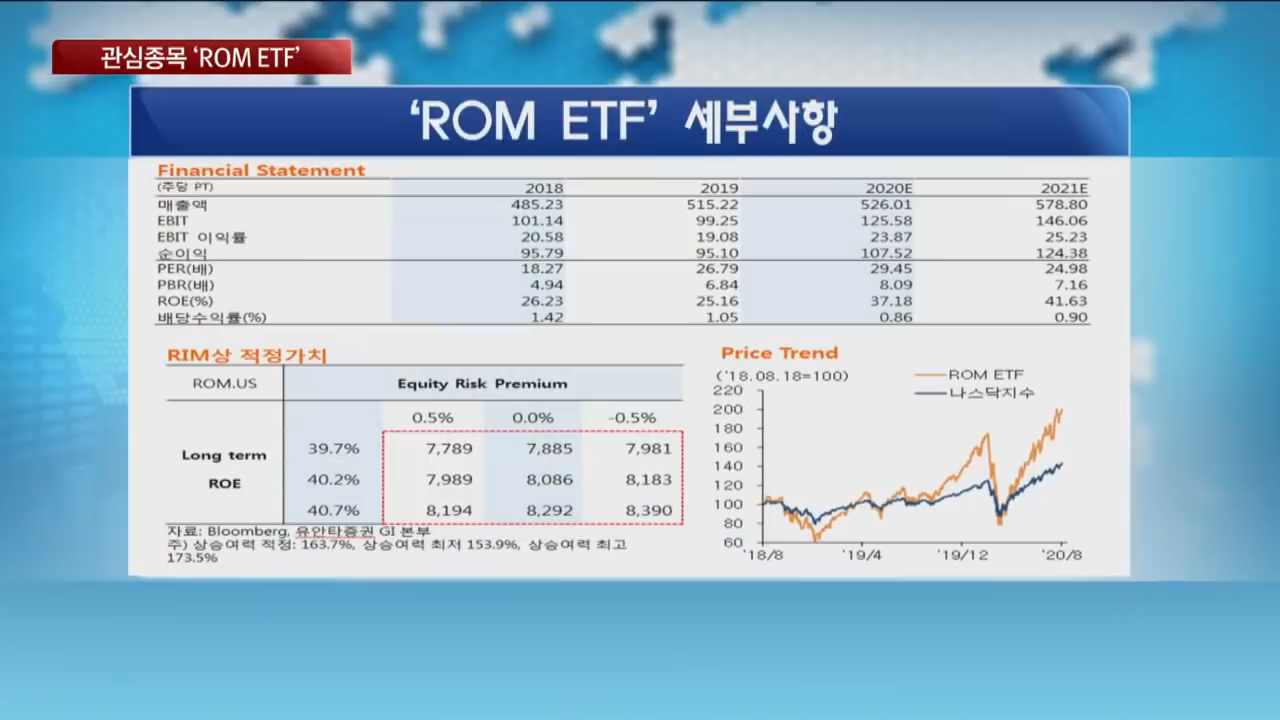 관심종목 ‘ROM ETF’
‘ROM ETF’ 세부사항
Financial Statement
(주당 PT) 2018 2019 2020E 2021E
매출액 485.23 515.22 526.01 578.80
EBIT 101.14 99.25 125.58 146.06
EBIT 이익률 20.58 19.08 23.87 25.23
순이익 95.79 95.10 107.52 124.38
PER(배) 18.27 26.79 29.45 24.98
PBR(배) 4.94 6.84 8.09 7.16
ROE(%) 26.23 25.16 37.18 41.63
배당수익률(%) 1.42 1.05 0.86 0.90
RIM상 적정가치
ROM.US Equity Risk Premium
0.5% 0.0% -0.5%
Long term ROE
39.7% 7,789 7,885 7,981
40.2% 7,989 8,086 8,183
40.7% 8,194 8,292 8,390
자료: Bloomberg, 유안타증권 GI 본부
주) 상승여력 적정: 163.7%, 상승여력 최저 153.9%, 상승여력 최고
173.5%
Price Trend
('18.08.18=100)
ROM ETF
나스닥지수
220
200
180
160
140
120
100
80
60
'18/8 '19/4 '19/12 '20/8